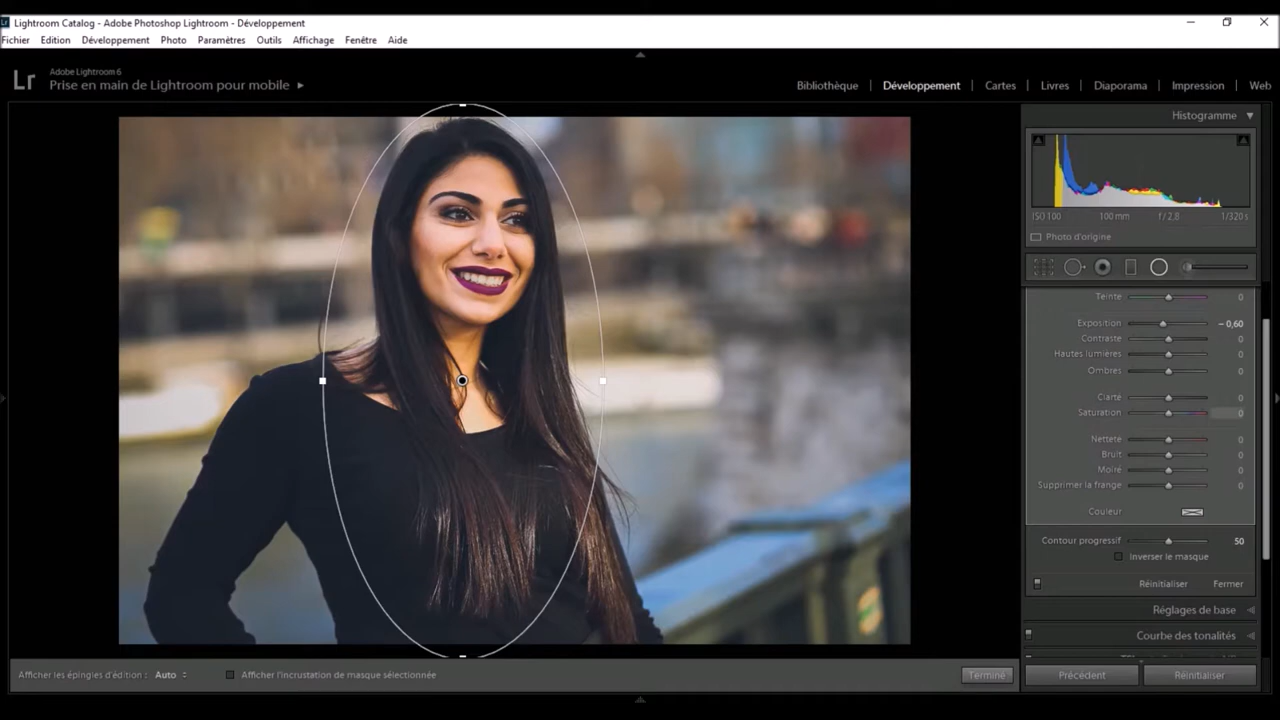 Lr Lightroom Catalog - Adobe Photoshop Lightroom - Développement
Fichier Edition Développement Photo Paramètres Outils Affichage Fenêtre Aide
Lr
Adobe Lightroom 6
Prise en main de Lightroom pour mobile
Bibliothèque | Développement | Cartes | Livres | Diaporama | Impression | Web
Histogramme
ISO 100 100 mm f / 2,8 1/320 s
Photo d'origine
Teinte 0
Exposition – 0,60
Contraste 0
Hautes lumières 0
Ombres 0
Clarté 0
Saturation 0
Netteté 0
Bruit 0
Moiré 0
Supprimer la frange 0
Couleur
Contour progressif 50
Inverser le masque
Réinitialiser Fermer
Réglages de base
Courbe des tonalités
Afficher les épingles d'édition : Auto
Afficher l'incrustation de masque sélectionnée
Terminé
Précédent
Réinitialiser